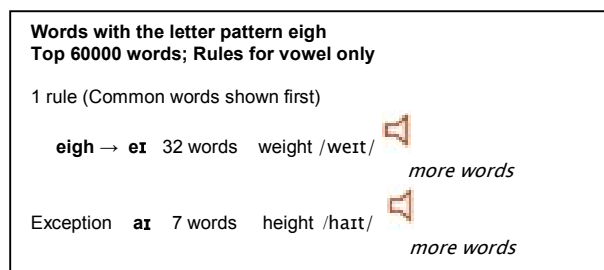 Words with the letter pattern eigh
Top 60000 words; Rules for vowel only
1 rule (Common words shown first)
eigh → eɪ 32 words weight /weɪt/
more words
Exception aɪ 7 words height /haɪt/
more words